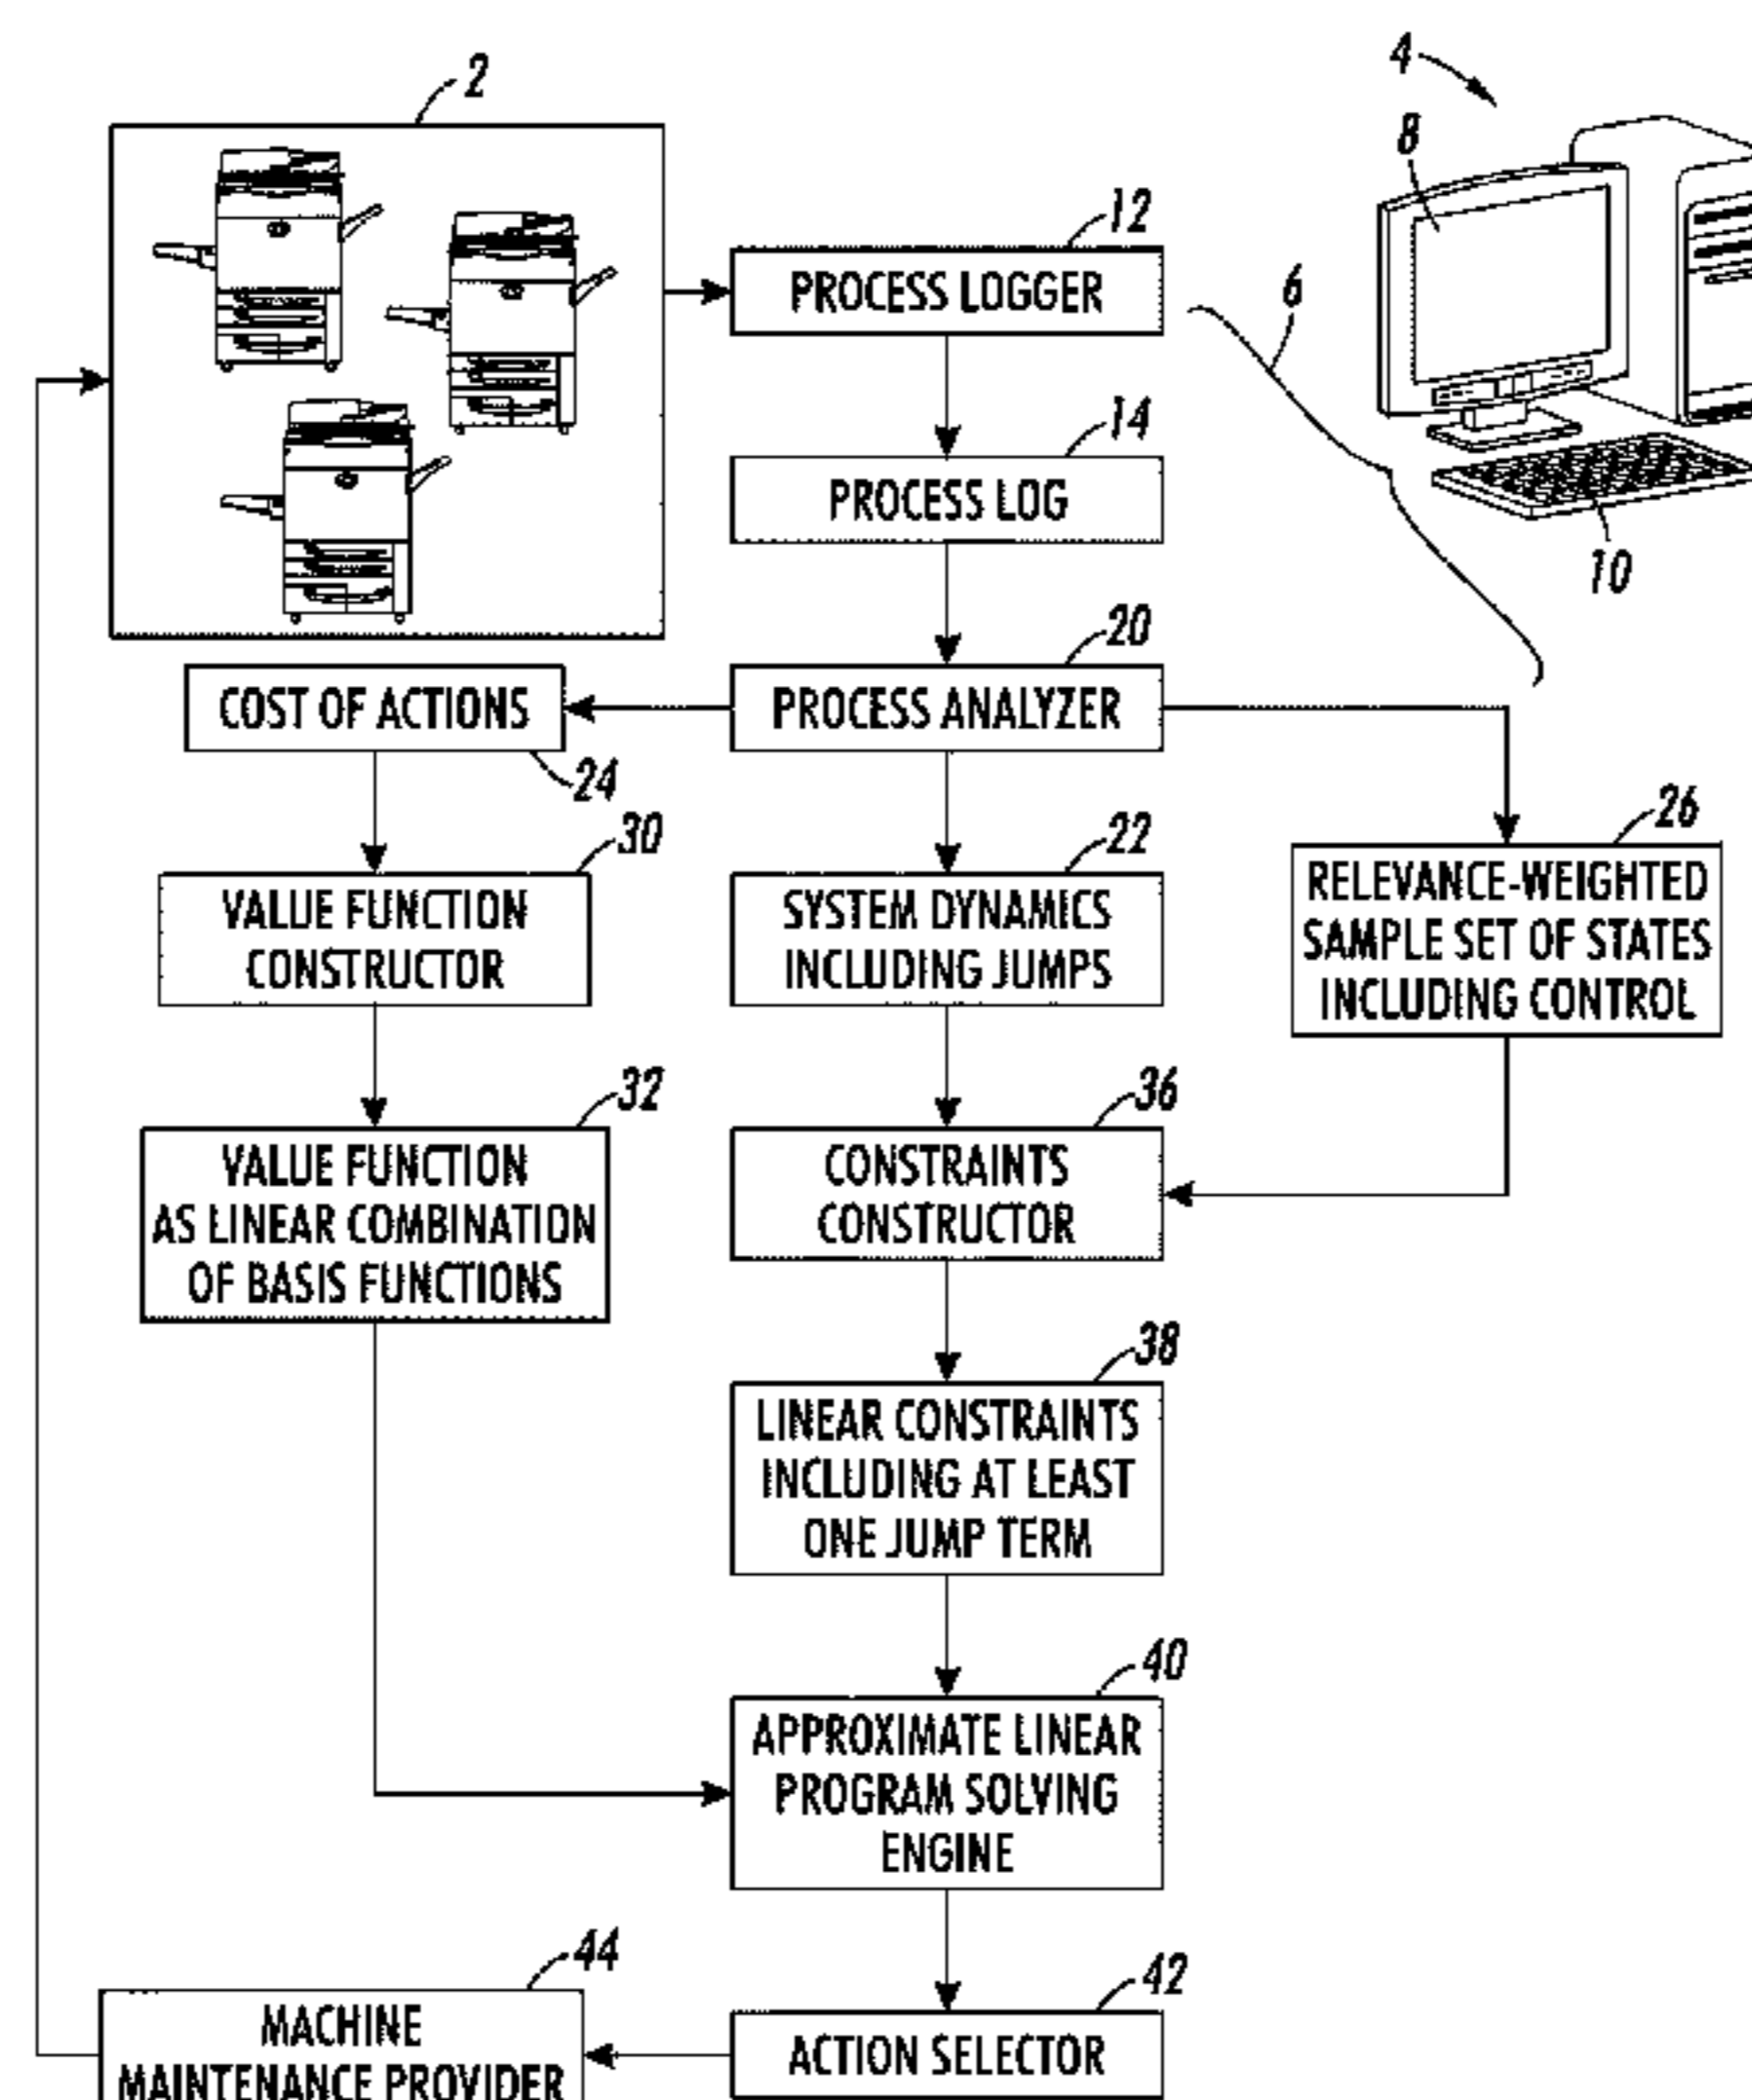 2
4
8
12
PROCESS LOGGER
6
14
PROCESS LOG
10
20
COST OF ACTIONS
PROCESS ANALYZER
24
30
22
26
VALUE FUNCTION
CONSTRUCTOR
SYSTEM DYNAMICS
INCLUDING JUMPS
RELEVANCE-WEIGHTED
SAMPLE SET OF STATES
INCLUDING CONTROL
32
36
VALUE FUNCTION
AS LINEAR COMBINATION
OF BASIS FUNCTIONS
CONSTRAINTS
CONSTRUCTOR
38
LINEAR CONSTRAINTS
INCLUDING AT LEAST
ONE JUMP TERM
40
APPROXIMATE LINEAR
PROGRAM SOLVING
ENGINE
44
42
MACHINE
MAINTENANCE PROVIDER
ACTION SELECTOR